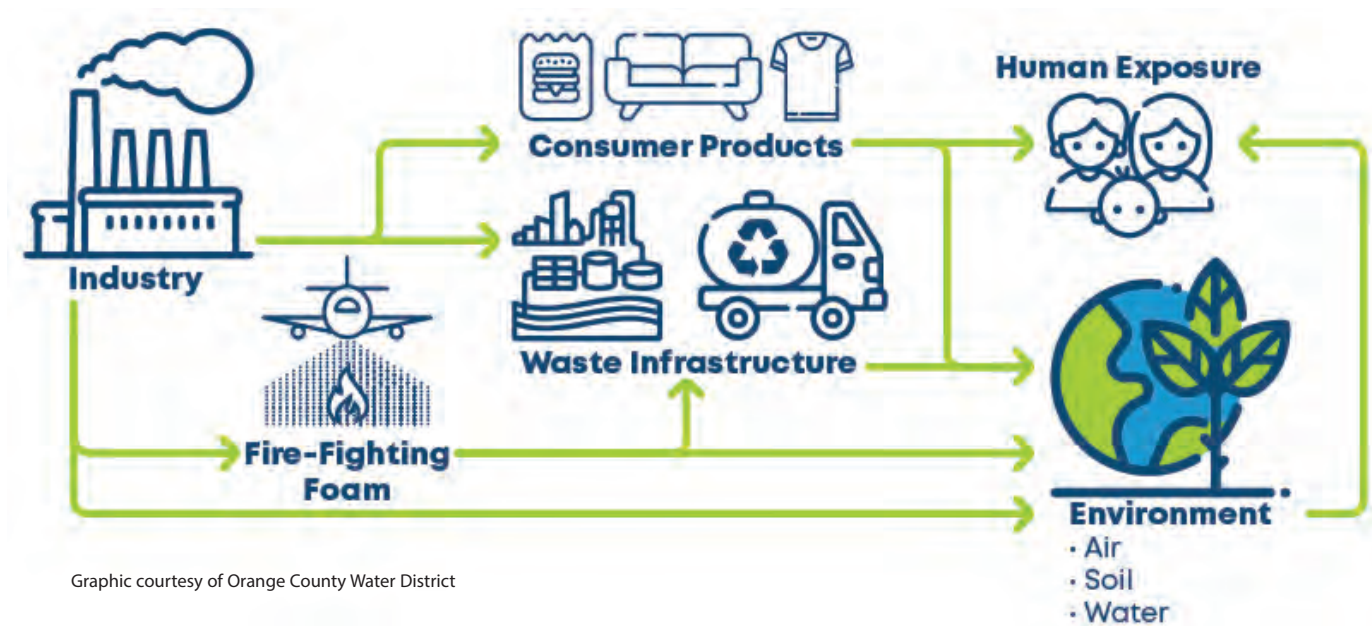 Human Exposure
Consumer Products
Industry
Waste Infrastructure
Fire-Fighting
Foam
Environment
· Air
· Soil
· Water
Graphic courtesy of Orange County Water District